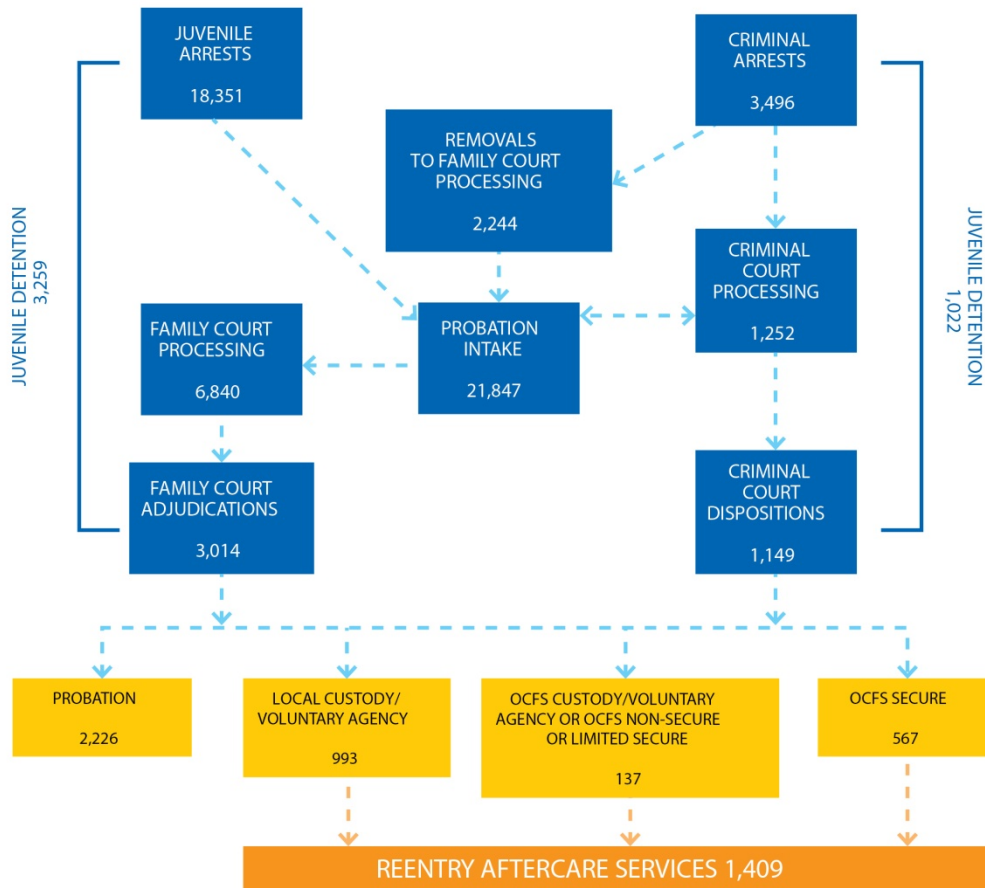 JUVENILE
ARRESTS
18,351
CRIMINAL
ARRESTS
3,496
REMOVALS
TO FAMILY COURT
PROCESSING
2,244
JUVENILE DETENTION
3,259
JUVENILE DETENTION
1,022
CRIMINAL
COURT
PROCESSING
1,252
FAMILY COURT
PROCESSING
6,840
PROBATION
INTAKE
21,847
FAMILY COURT
ADJUDICATIONS
3,014
CRIMINAL
COURT
DISPOSITIONS
1,149
PROBATION
2,226
LOCAL CUSTODY/
VOLUNTARY AGENCY
993
OCFS CUSTODY/VOLUNTARY
AGENCY OR OCFS NON-SECURE
OR LIMITED SECURE
137
OCFS SECURE
567
REENTRY AFTERCARE SERVICES 1,409